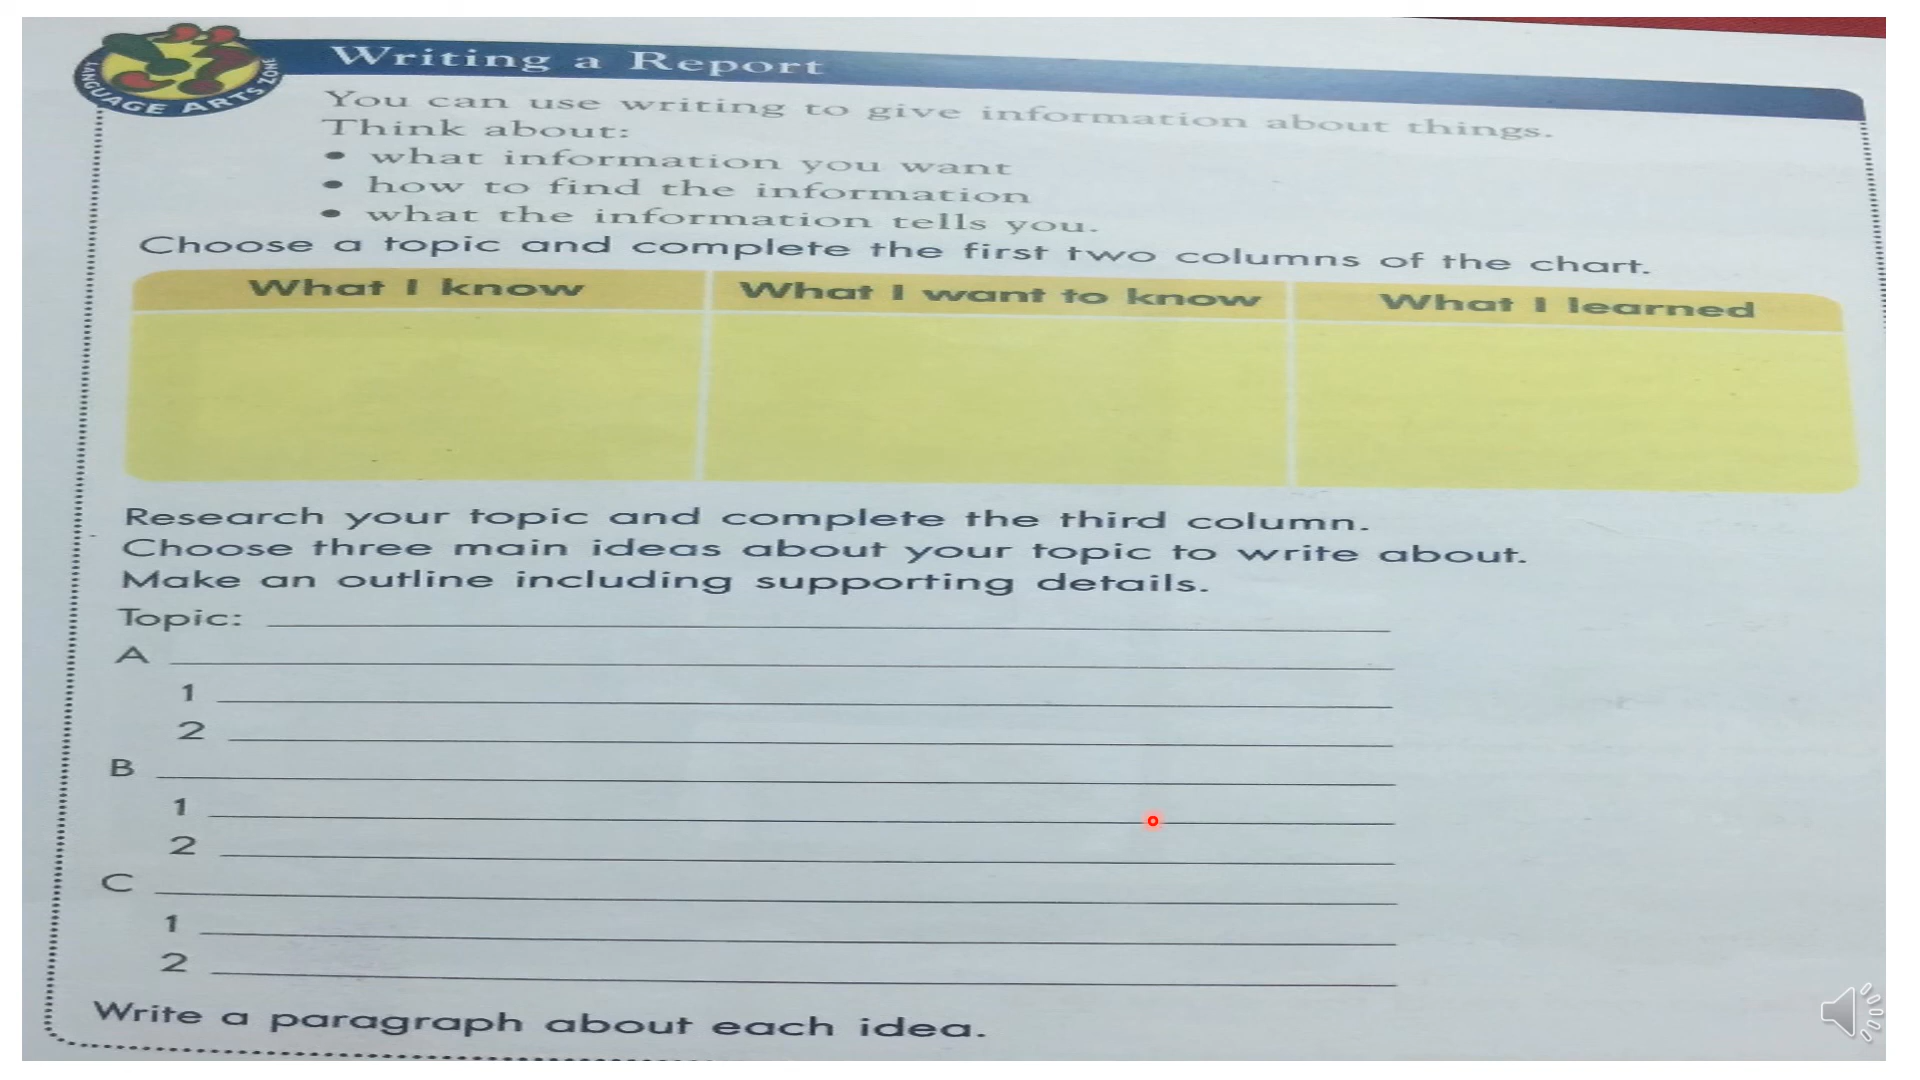 LANGUAGE ARTS ZONE
Writing a Report
You can use writing to give information about things.
Think about:
• what information you want
• how to find the information
• what the information tells you.
Choose a topic and complete the first two columns of the chart.
What I know What I want to know What I learned
Research your topic and complete the third column.
Choose three main ideas about your topic to write about.
Make an outline including supporting details.
Topic:
A
1
2
B
1
2
C
1
2
Write a paragraph about each idea.